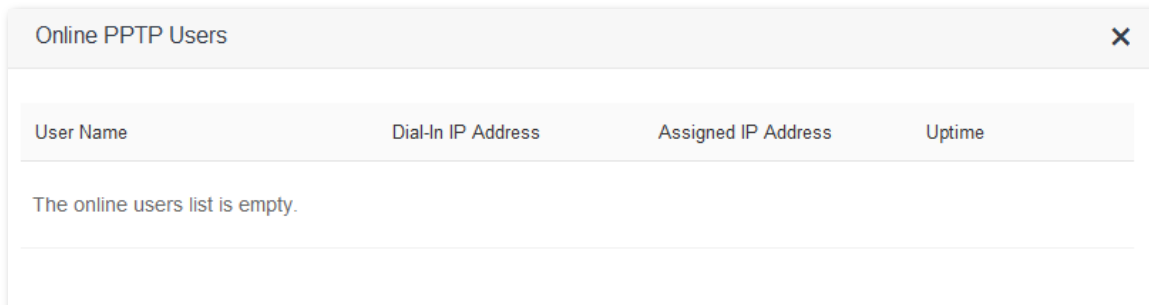 Online PPTP Users
User Name Dial-In IP Address Assigned IP Address Uptime
The online users list is empty.